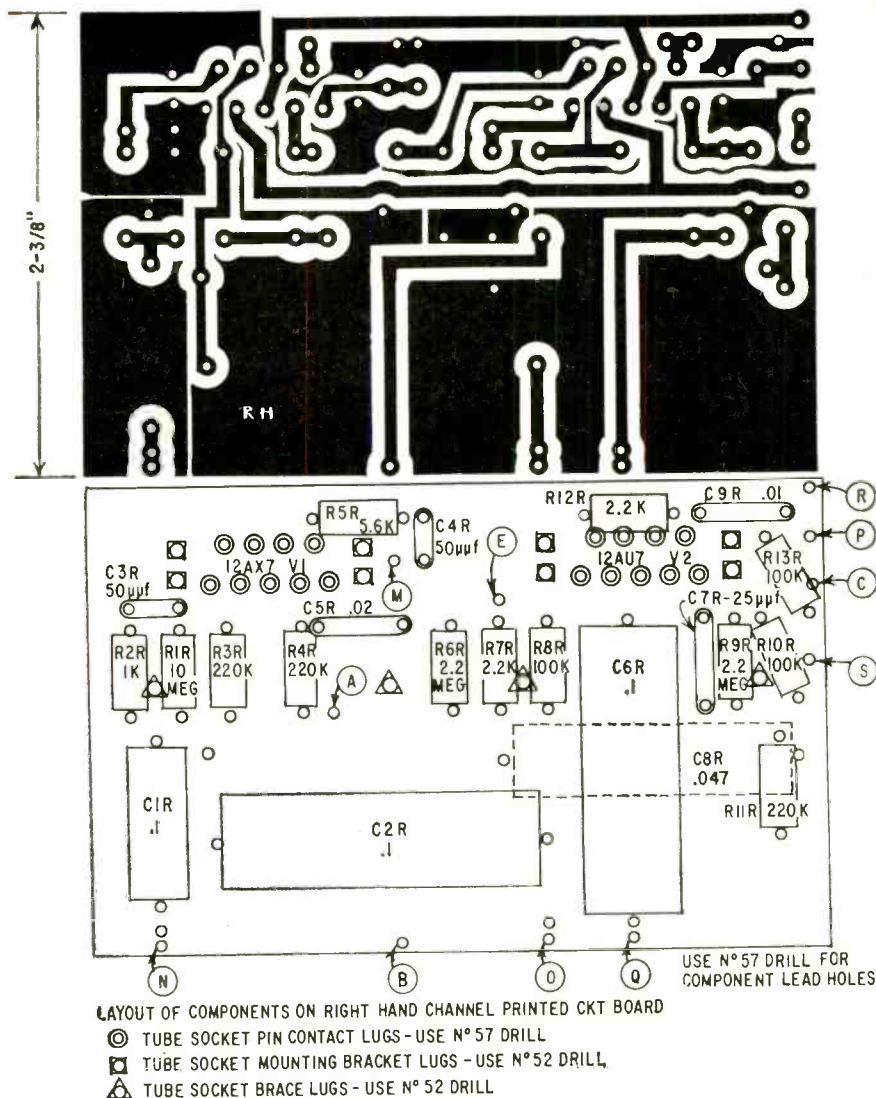 2-3/8"
RH
R5R
5.6K
C4R
50µµf
R12R
2.2K
C9R .01
R
P
C
S
E
12AX7 V1
12AU7 V2
R13R
100K
C3R
50µµf
M
C5R .02
C7R-25µµf
R2R
1K
R1R
10
MEG
R3R
220K
R4R
220K
A
R6R
2.2
MEG
R7R
2.2K
R8R
100K
C6R
.1
R9R
2.2
MEG
R10R
100K
C8R
.047
C1R
.1
C2R
.1
R11R 220K
N
B
O
Q
USE Nº57 DRILL FOR
COMPONENT LEAD HOLES
LAYOUT OF COMPONENTS ON RIGHT HAND CHANNEL PRINTED CKT BOARD
TUBE SOCKET PIN CONTACT LUGS-USE Nº57 DRILL
TUBE SOCKET MOUNTING BRACKET LUGS-USE Nº52 DRILL
TUBE SOCKET BRACE LUGS-USE Nº52 DRILL